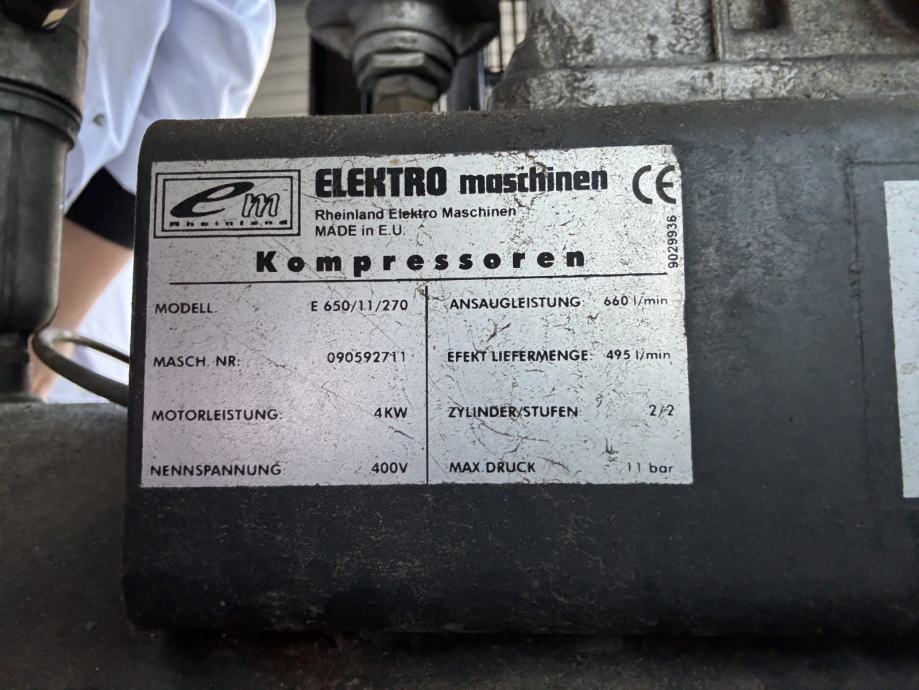 em
Rheinland
ELEKTRO maschinen
CE
Rheinland Elektro Maschinen
MADE in E.U.
9029936
Kompressoren
MODELL. E 650/11/270
MASCH. NR: 090592711
MOTORLEISTUNG: 4KW
NENNSPANNUNG: 400V
ANSAUGLEISTUNG: 660 l/min
EFEKT LIEFERMENGE: 495 l/min
ZYLINDER/STUFEN 2/2
MAX.DRUCK 11 bar